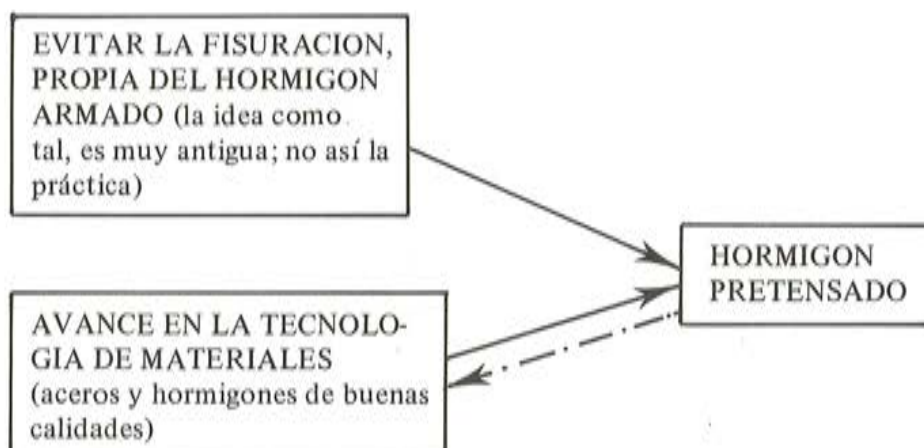 EVITAR LA FISURACION,
PROPIA DEL HORMIGON
ARMADO (la idea como
tal, es muy antigua; no así la
práctica)
HORMIGON
PRETENSADO
AVANCE EN LA TECNOLO-
GIA DE MATERIALES
(aceros y hormigones de buenas
calidades)